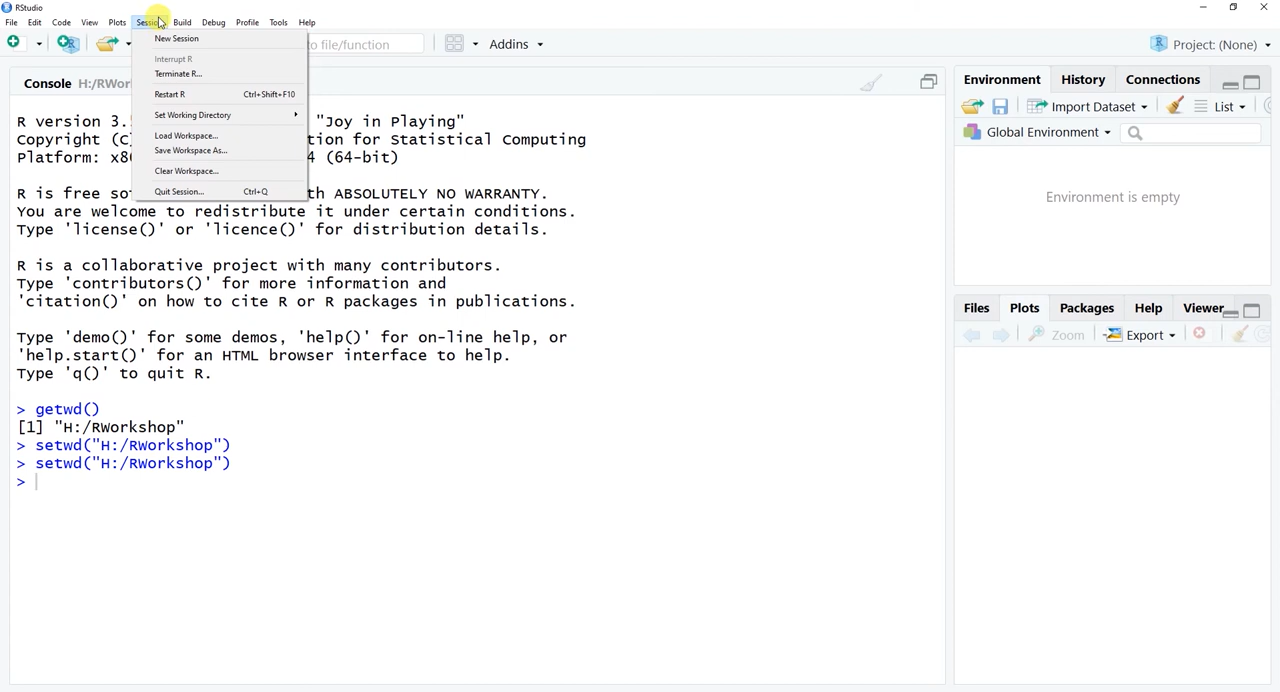 RStudio
File Edit Code View Plots Session Build Debug Profile Tools Help
to file/function Addins Project: (None)
New Session
Interrupt R
Terminate R...
Restart R Ctrl+Shift+F10
Set Working Directory
Load Workspace...
Save Workspace As...
Clear Workspace...
Quit Session... Ctrl+Q
Console H:/RWor
R version 3. "Joy in Playing"
Copyright (C) tion for Statistical Computing
Platform: x8 4 (64-bit)
R is free so th ABSOLUTELY NO WARRANTY.
You are welcome to redistribute it under certain conditions.
Type 'license()' or 'licence()' for distribution details.
R is a collaborative project with many contributors.
Type 'contributors()' for more information and
'citation()' on how to cite R or R packages in publications.
Type 'demo()' for some demos, 'help()' for on-line help, or
'help.start()' for an HTML browser interface to help.
Type 'q()' to quit R.
> getwd()
[1] "H:/RWorkshop"
> setwd("H:/RWorkshop")
> setwd("H:/RWorkshop")
>
Environment History Connections
Import Dataset List
Global Environment
Environment is empty
Files Plots Packages Help Viewer
Zoom Export